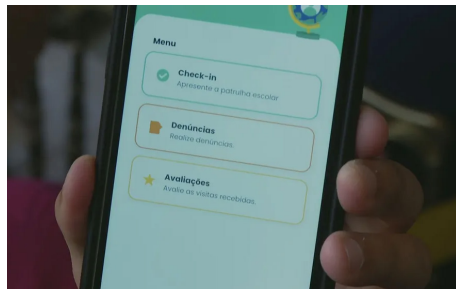 Menu
Check-in
Apresente a patrulha escolar
Denúncias
Realize denúncias.
Avaliações
Avalie as visitas recebidas.